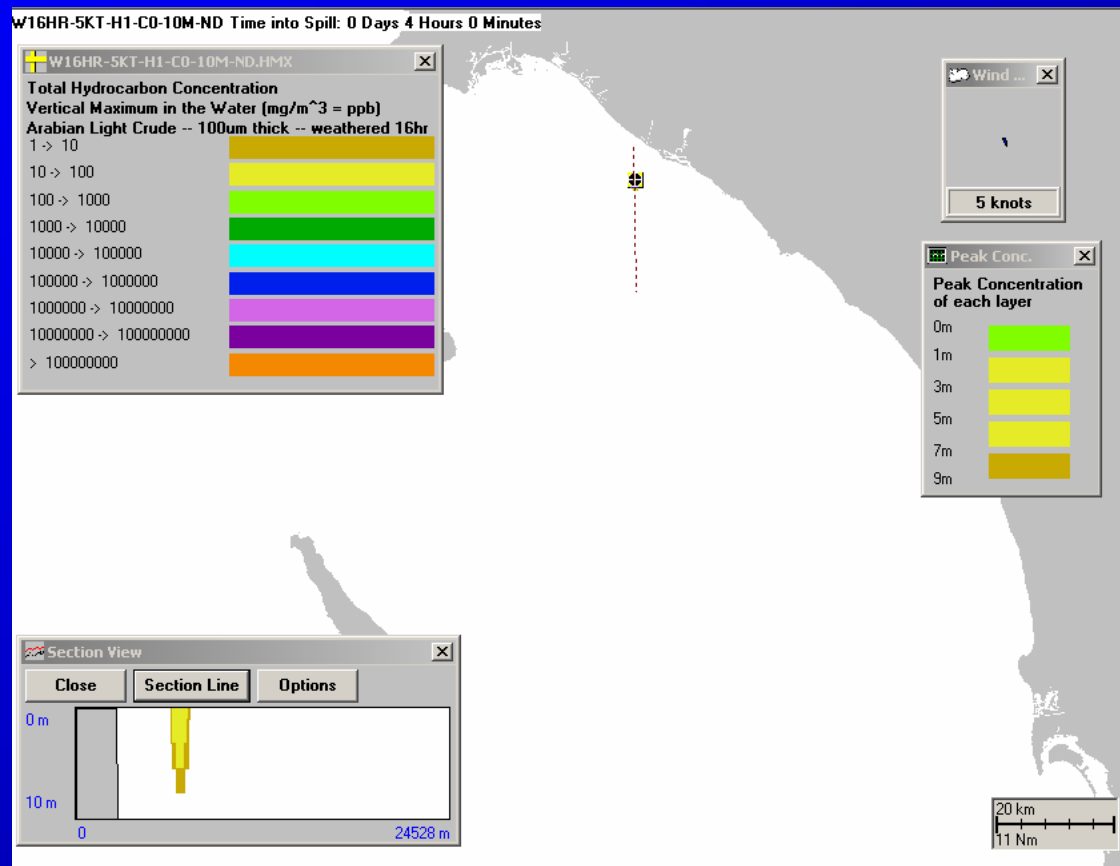 W16HR-5KT-H1-C0-10M-ND Time into Spill: 0 Days 4 Hours 0 Minutes
W16HR-5KT-H1-C0-10M-ND.HMX
Total Hydrocarbon Concentration
Vertical Maximum in the Water (mg/m^3 = ppb)
Arabian Light Crude -- 100um thick -- weathered 16hr
1 -> 10
10 -> 100
100 -> 1000
1000 -> 10000
10000 -> 100000
100000 -> 1000000
1000000 -> 10000000
10000000 -> 100000000
> 100000000
Wind ...
5 knots
Peak Conc.
Peak Concentration
of each layer
0m
1m
3m
5m
7m
9m
Section View
Close Section Line Options
0 m
10 m
0 24528 m
20 km
11 Nm